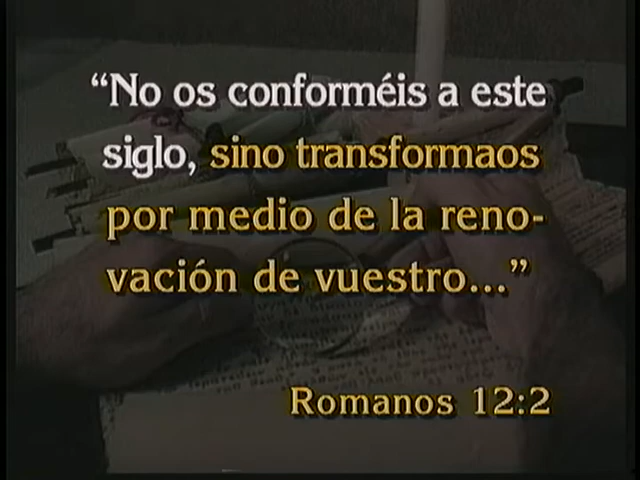 “No os conforméis a este
siglo, sino transformaos
por medio de la reno-
vación de vuestro...”
Romanos 12:2